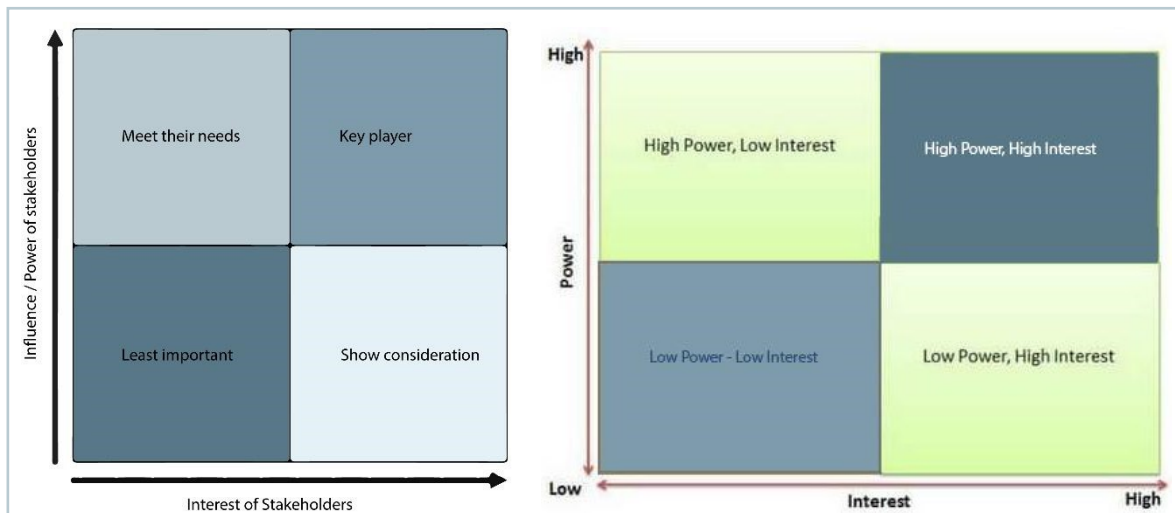 Influence / Power of stakeholders
Meet their needs
Key player
Least important
Show consideration
Interest of Stakeholders
High
Power
High Power, Low Interest
High Power, High Interest
Low Power - Low Interest
Low Power, High Interest
Low
Interest
High